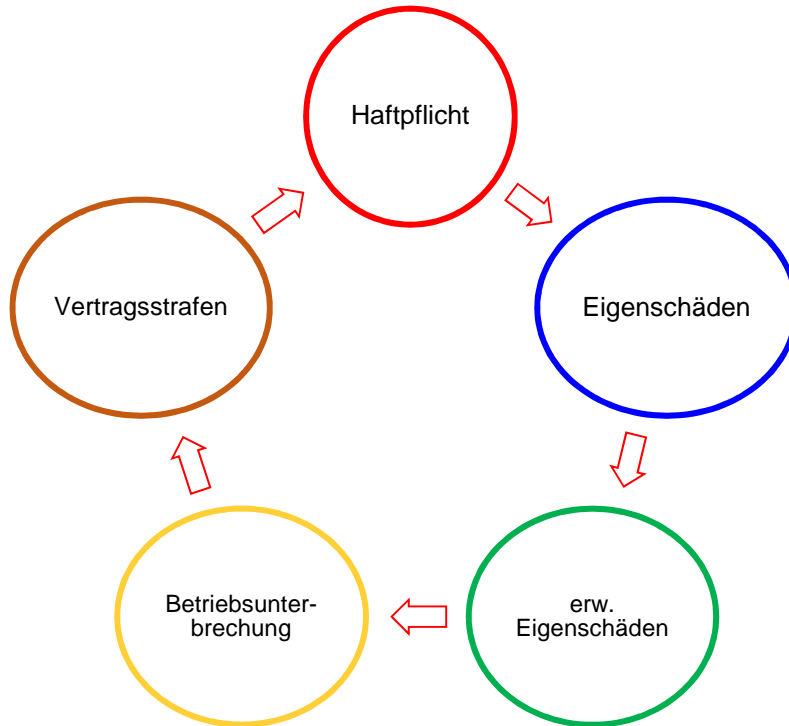 Haftpflicht
Eigenschäden
erw.
Eigenschäden
Betriebsunter-
brechung
Vertragsstrafen